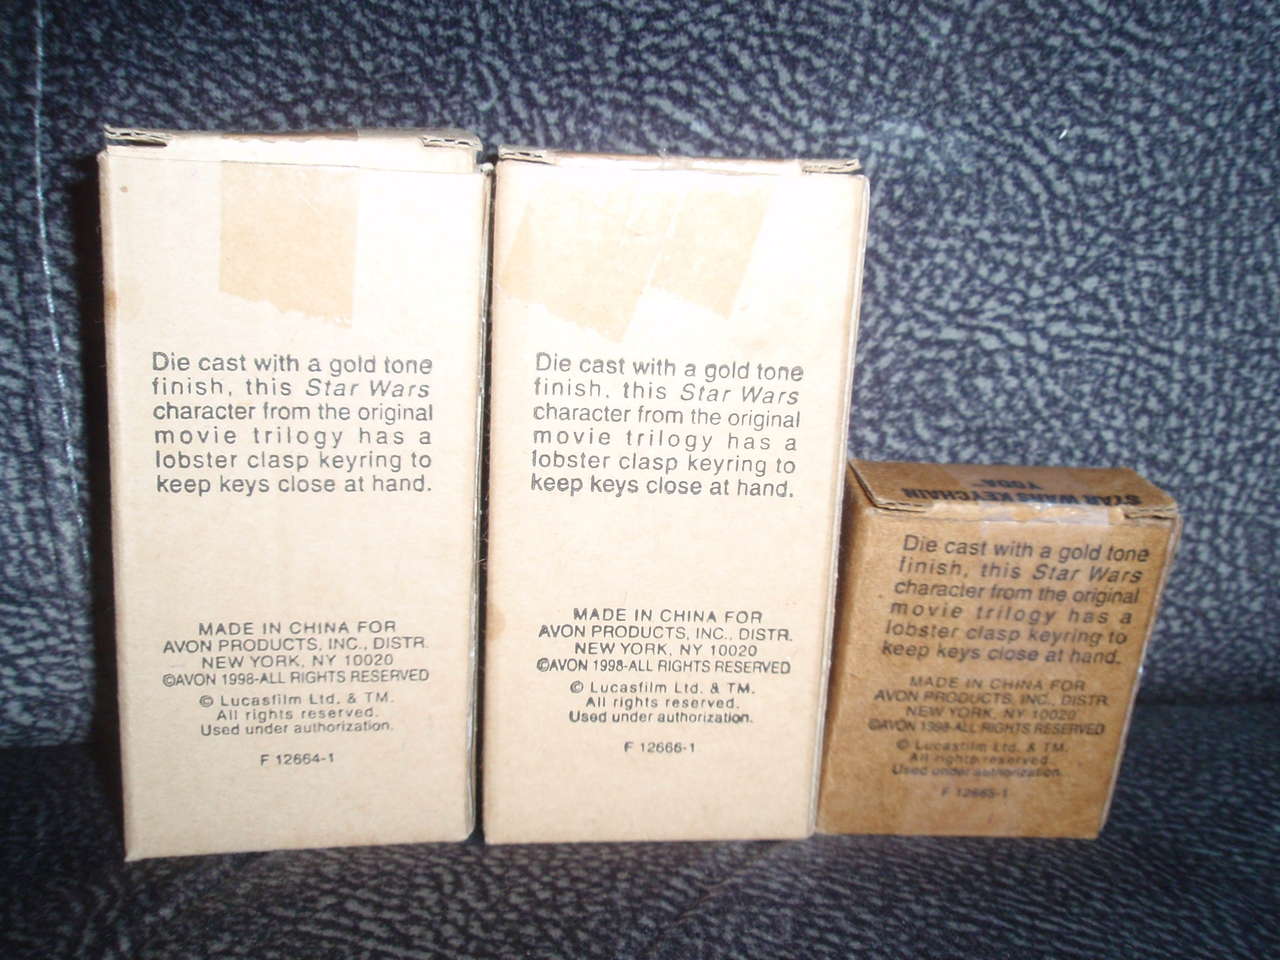 Die cast with a gold tone
finish, this Star Wars
character from the original
movie trilogy has a
lobster clasp keyring to
keep keys close at hand.
MADE IN CHINA FOR
AVON PRODUCTS, INC., DISTR.
NEW YORK, NY 10020
©AVON 1998-ALL RIGHTS RESERVED
© Lucasfilm Ltd. & TM.
All rights reserved.
Used under authorization.
F 12664-1
Die cast with a gold tone
finish, this Star Wars
character from the original
movie trilogy has a
lobster clasp keyring to
keep keys close at hand.
MADE IN CHINA FOR
AVON PRODUCTS, INC., DISTR.
NEW YORK, NY 10020
©AVON 1998-ALL RIGHTS RESERVED
© Lucasfilm Ltd. & TM.
All rights reserved.
Used under authorization.
F 12666-1
STAR WARS KEYCHAIN
YODA™
Die cast with a gold tone
finish, this Star Wars
character from the original
movie trilogy has a
lobster clasp keyring to
keep keys close at hand.
MADE IN CHINA FOR
AVON PRODUCTS, INC., DISTR.
NEW YORK, NY 10020
©AVON 1998-ALL RIGHTS RESERVED
© Lucasfilm Ltd. & TM.
All rights reserved.
Used under authorization.
F 12665-1